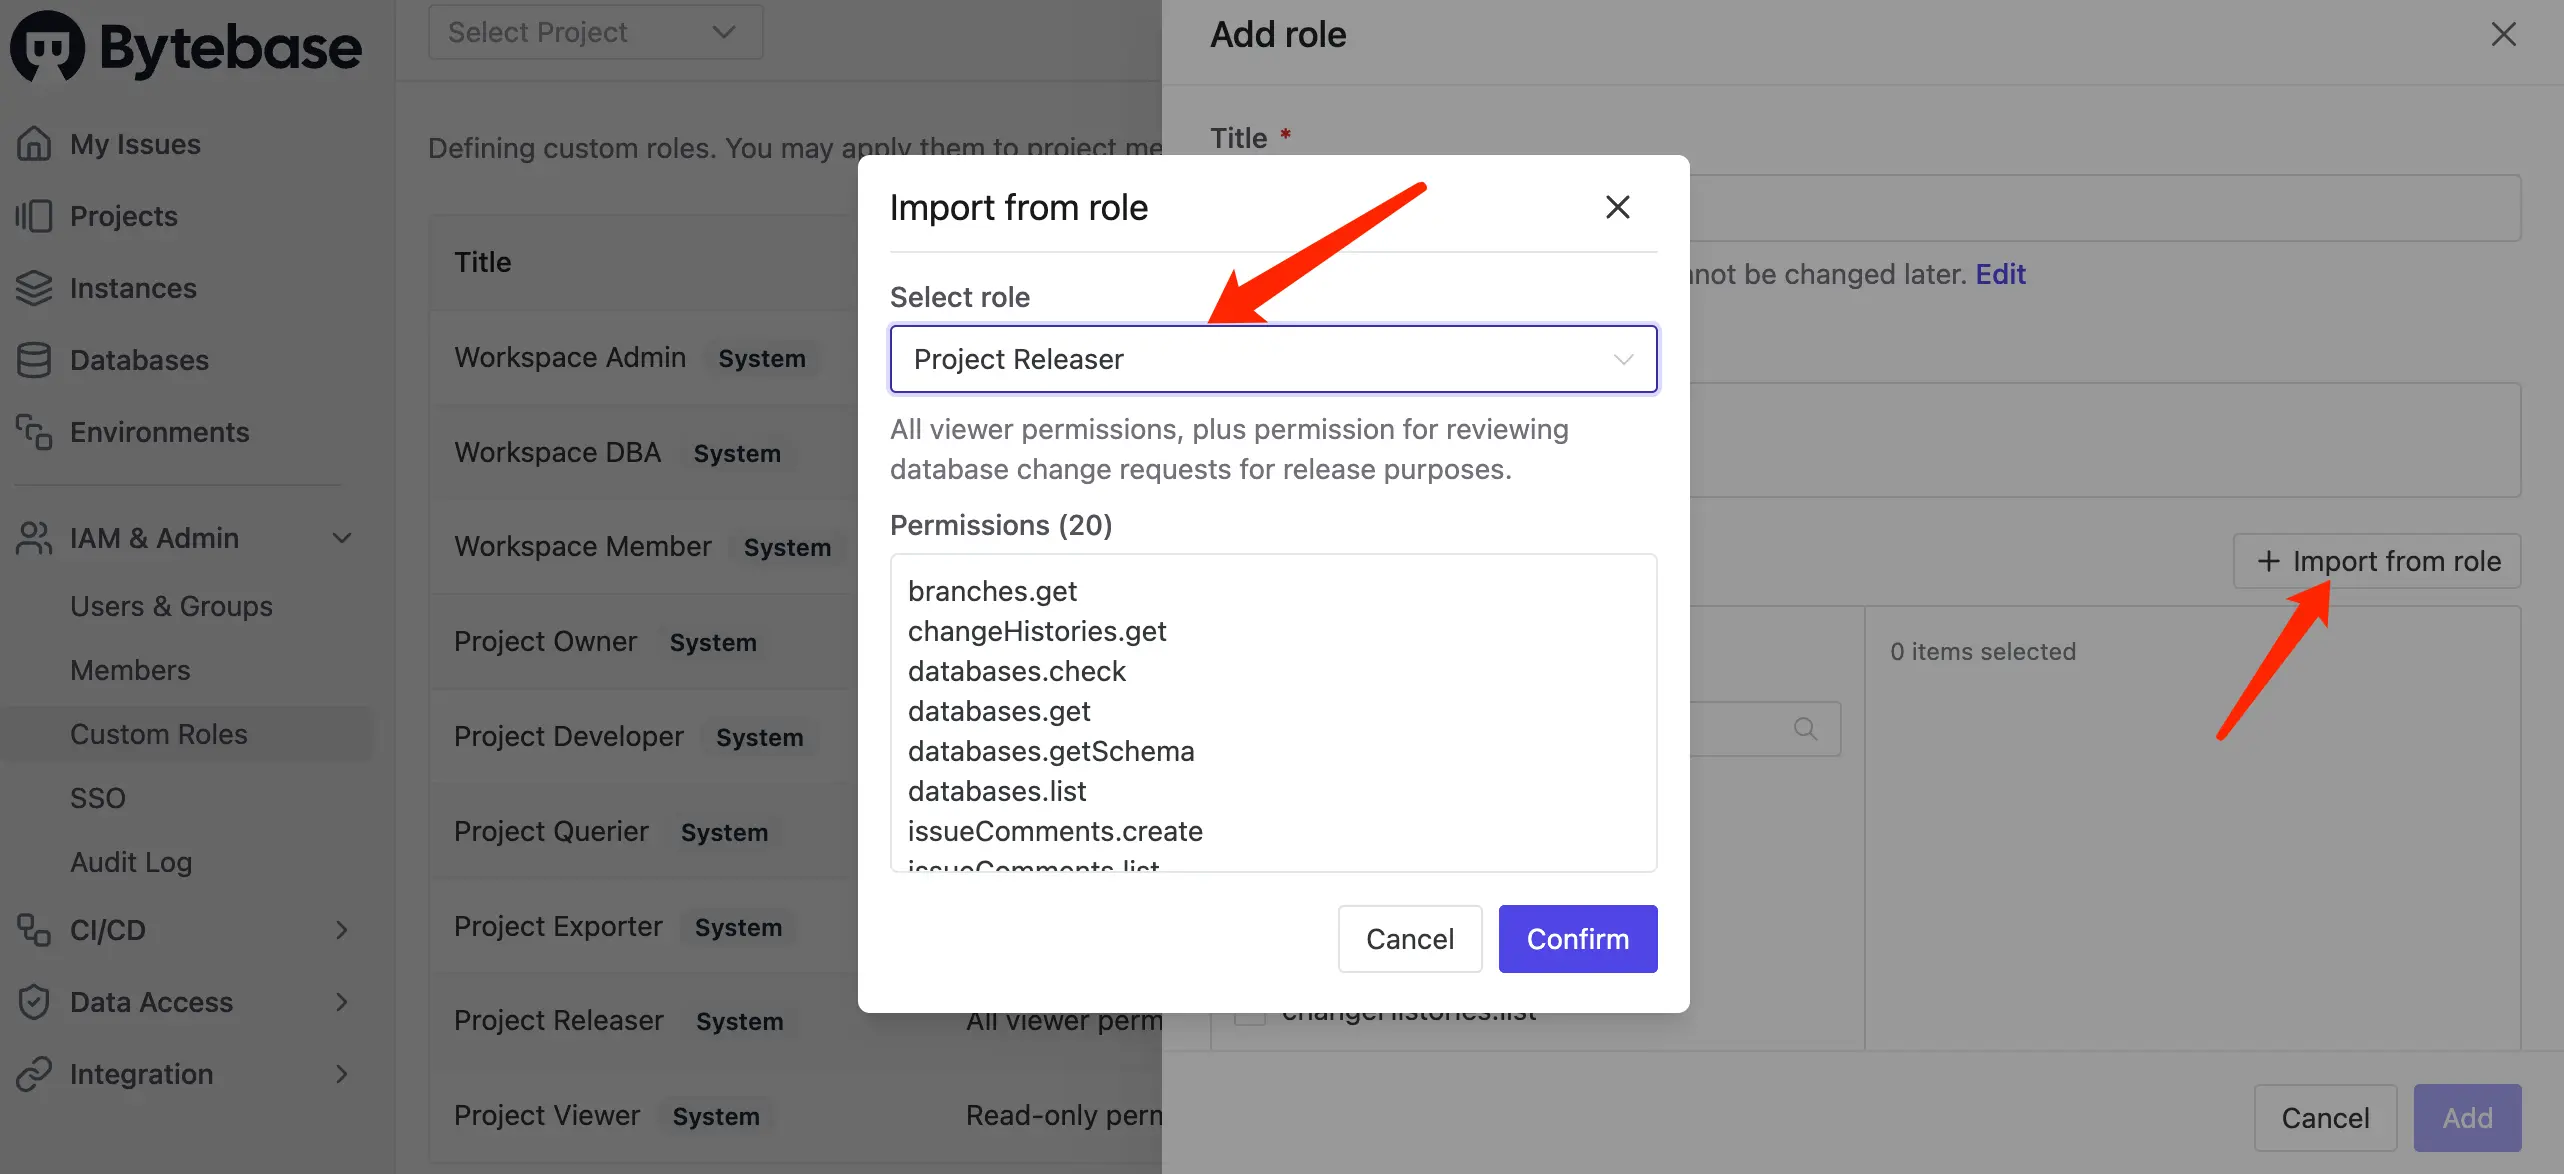 Bytebase
My Issues
Projects
Instances
Databases
Environments
IAM & Admin
Users & Groups
Members
Custom Roles
SSO
Audit Log
CI/CD
Data Access
Integration
Select Project
Defining custom roles. You may apply them to project me
Title
Workspace Admin System
Workspace DBA System
Workspace Member System
Project Owner System
Project Developer System
Project Querier System
Project Exporter System
Project Releaser System All viewer perm
Project Viewer System Read-only perm
Add role
Title *
not be changed later. Edit
+ Import from role
0 items selected
changeHistories.list
Cancel
Add
Import from role
Select role
Project Releaser
All viewer permissions, plus permission for reviewing
database change requests for release purposes.
Permissions (20)
branches.get
changeHistories.get
databases.check
databases.get
databases.getSchema
databases.list
issueComments.create
issueComments.list
Cancel
Confirm